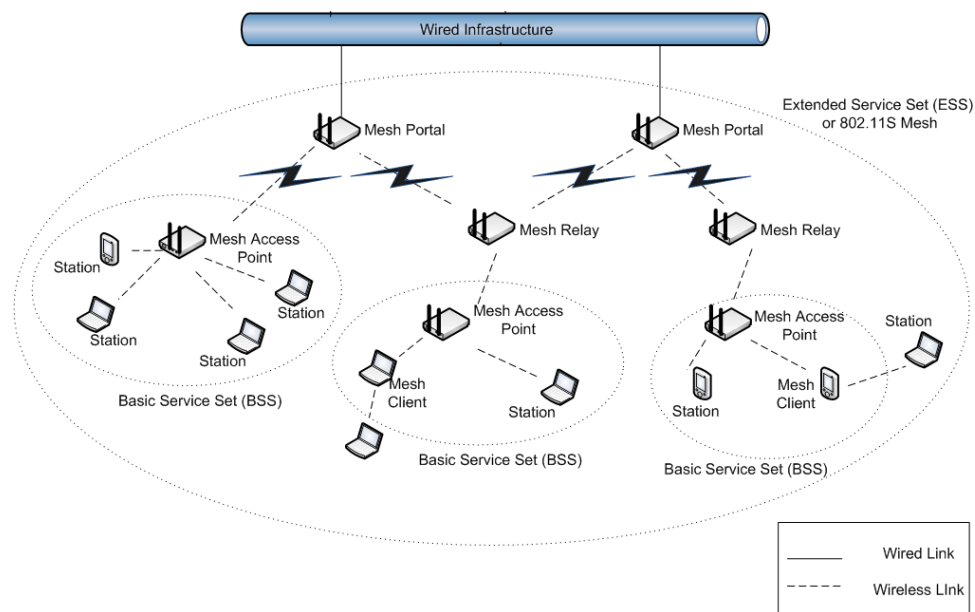 Wired Infrastructure
Extended Service Set (ESS)
or 802.11S Mesh
Mesh Portal
Mesh Portal
Mesh Access
Point
Station
Station
Station
Station
Basic Service Set (BSS)
Mesh Relay
Mesh Relay
Mesh Access
Point
Mesh
Client
Station
Basic Service Set (BSS)
Mesh Access
Point
Station
Mesh
Client
Station
Basic Service Set (BSS)
Wired Link
Wireless LInk